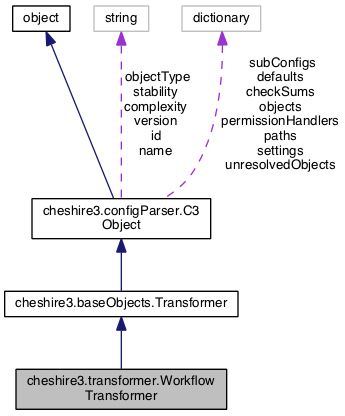 object
string
dictionary
objectType
stability
complexity
version
id
name
subConfigs
defaults
checkSums
objects
permissionHandlers
paths
settings
unresolvedObjects
cheshire3.configParser.C3
Object
cheshire3.baseObjects.Transformer
cheshire3.transformer.Workflow
Transformer